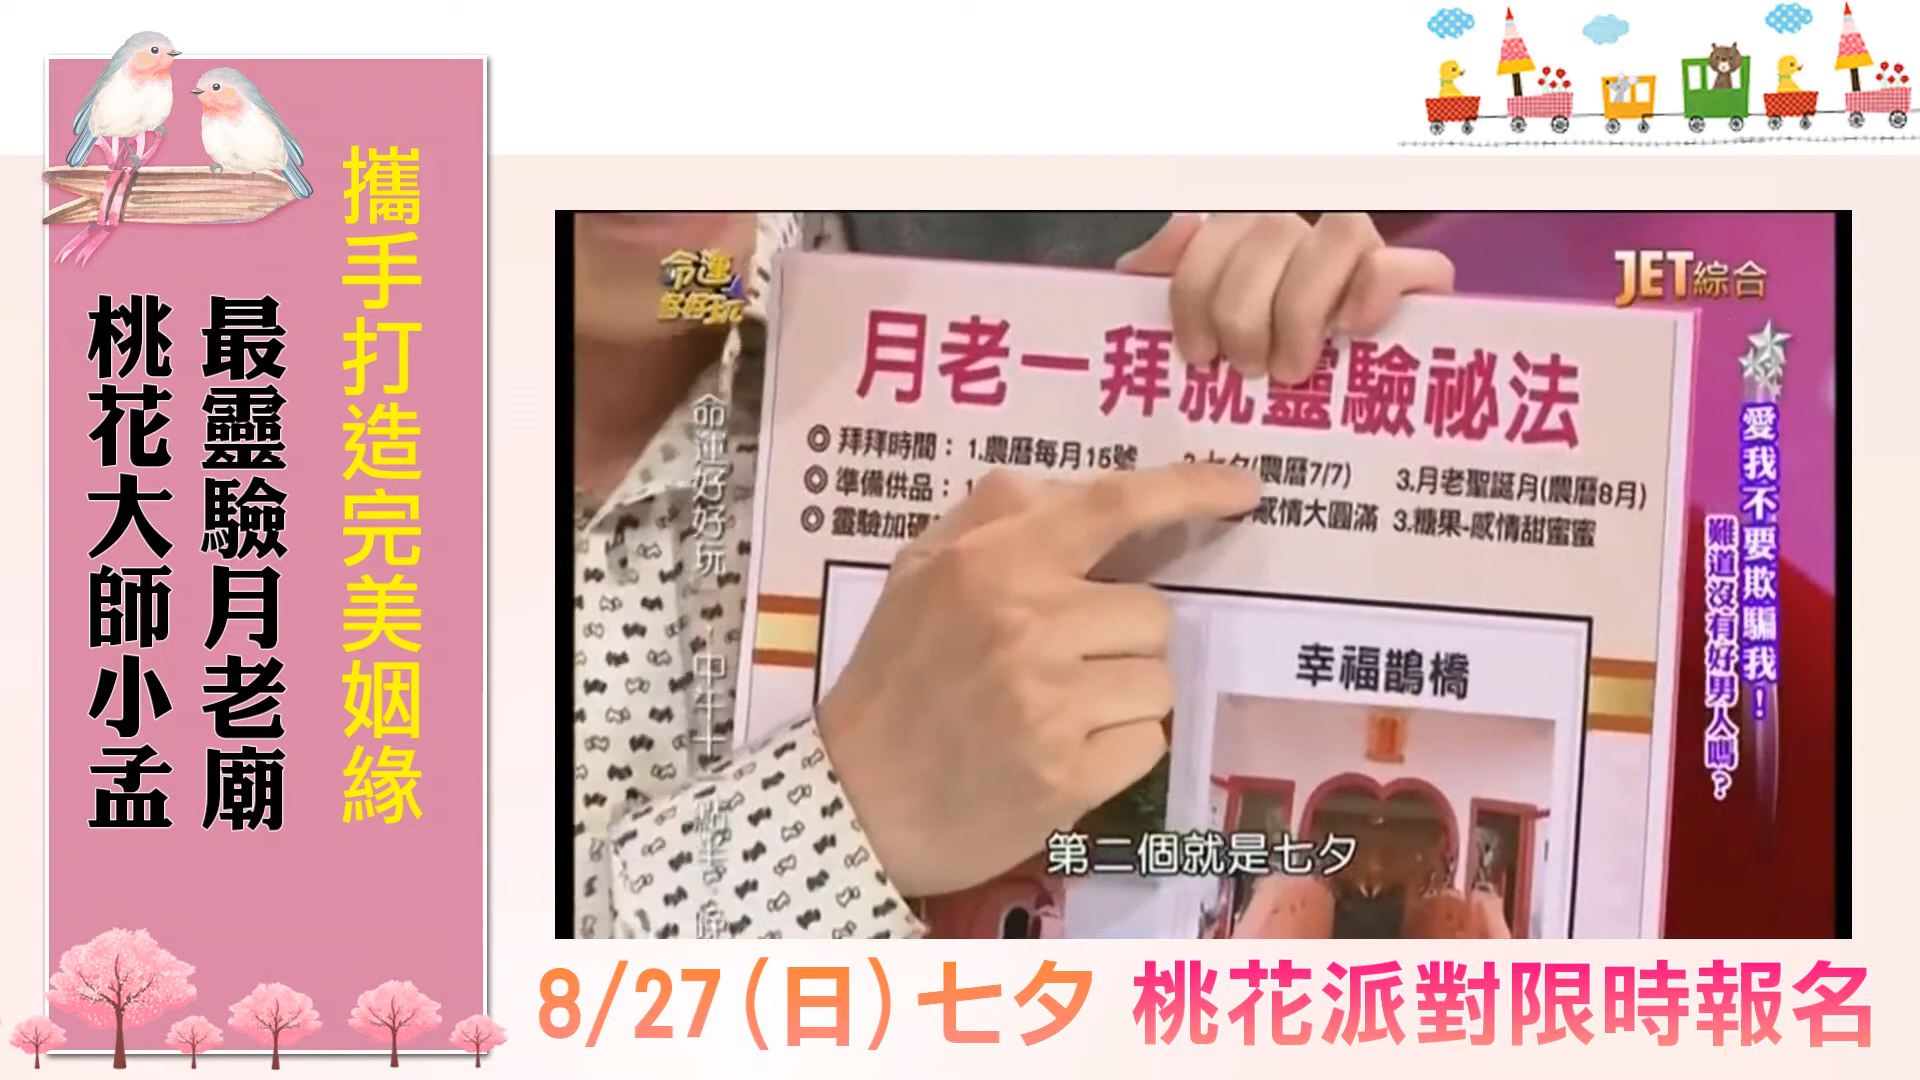 攜手打造完美姻緣
最靈驗月老廟
桃花大師小孟
命運好好玩
JET綜合
月老一拜就靈驗祕法
◎ 拜拜時間： 1.農曆每月15號 2.七夕(農曆7/7) 3.月老聖誕月(農曆8月)
◎ 準備供品：
◎ 靈驗加碼 感情大圓滿 3.糖果-感情甜蜜蜜
幸福鵲橋
愛我不要欺騙我！
難道沒有好男人嗎？
命運好好玩
第二個就是七夕
8/27(日)七夕 桃花派對限時報名